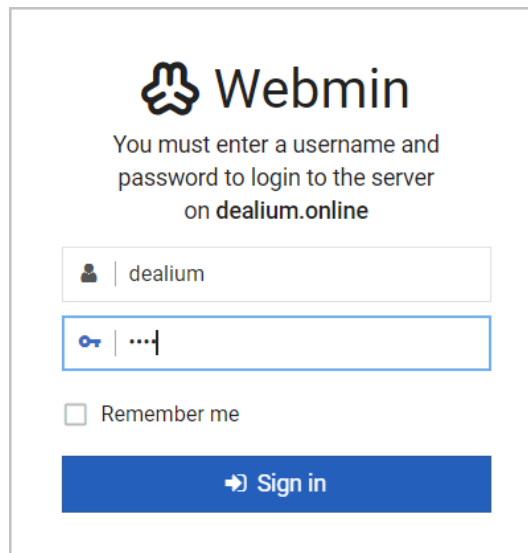 Webmin
You must enter a username and
password to login to the server
on dealium.online
dealium
••••
Remember me
Sign in